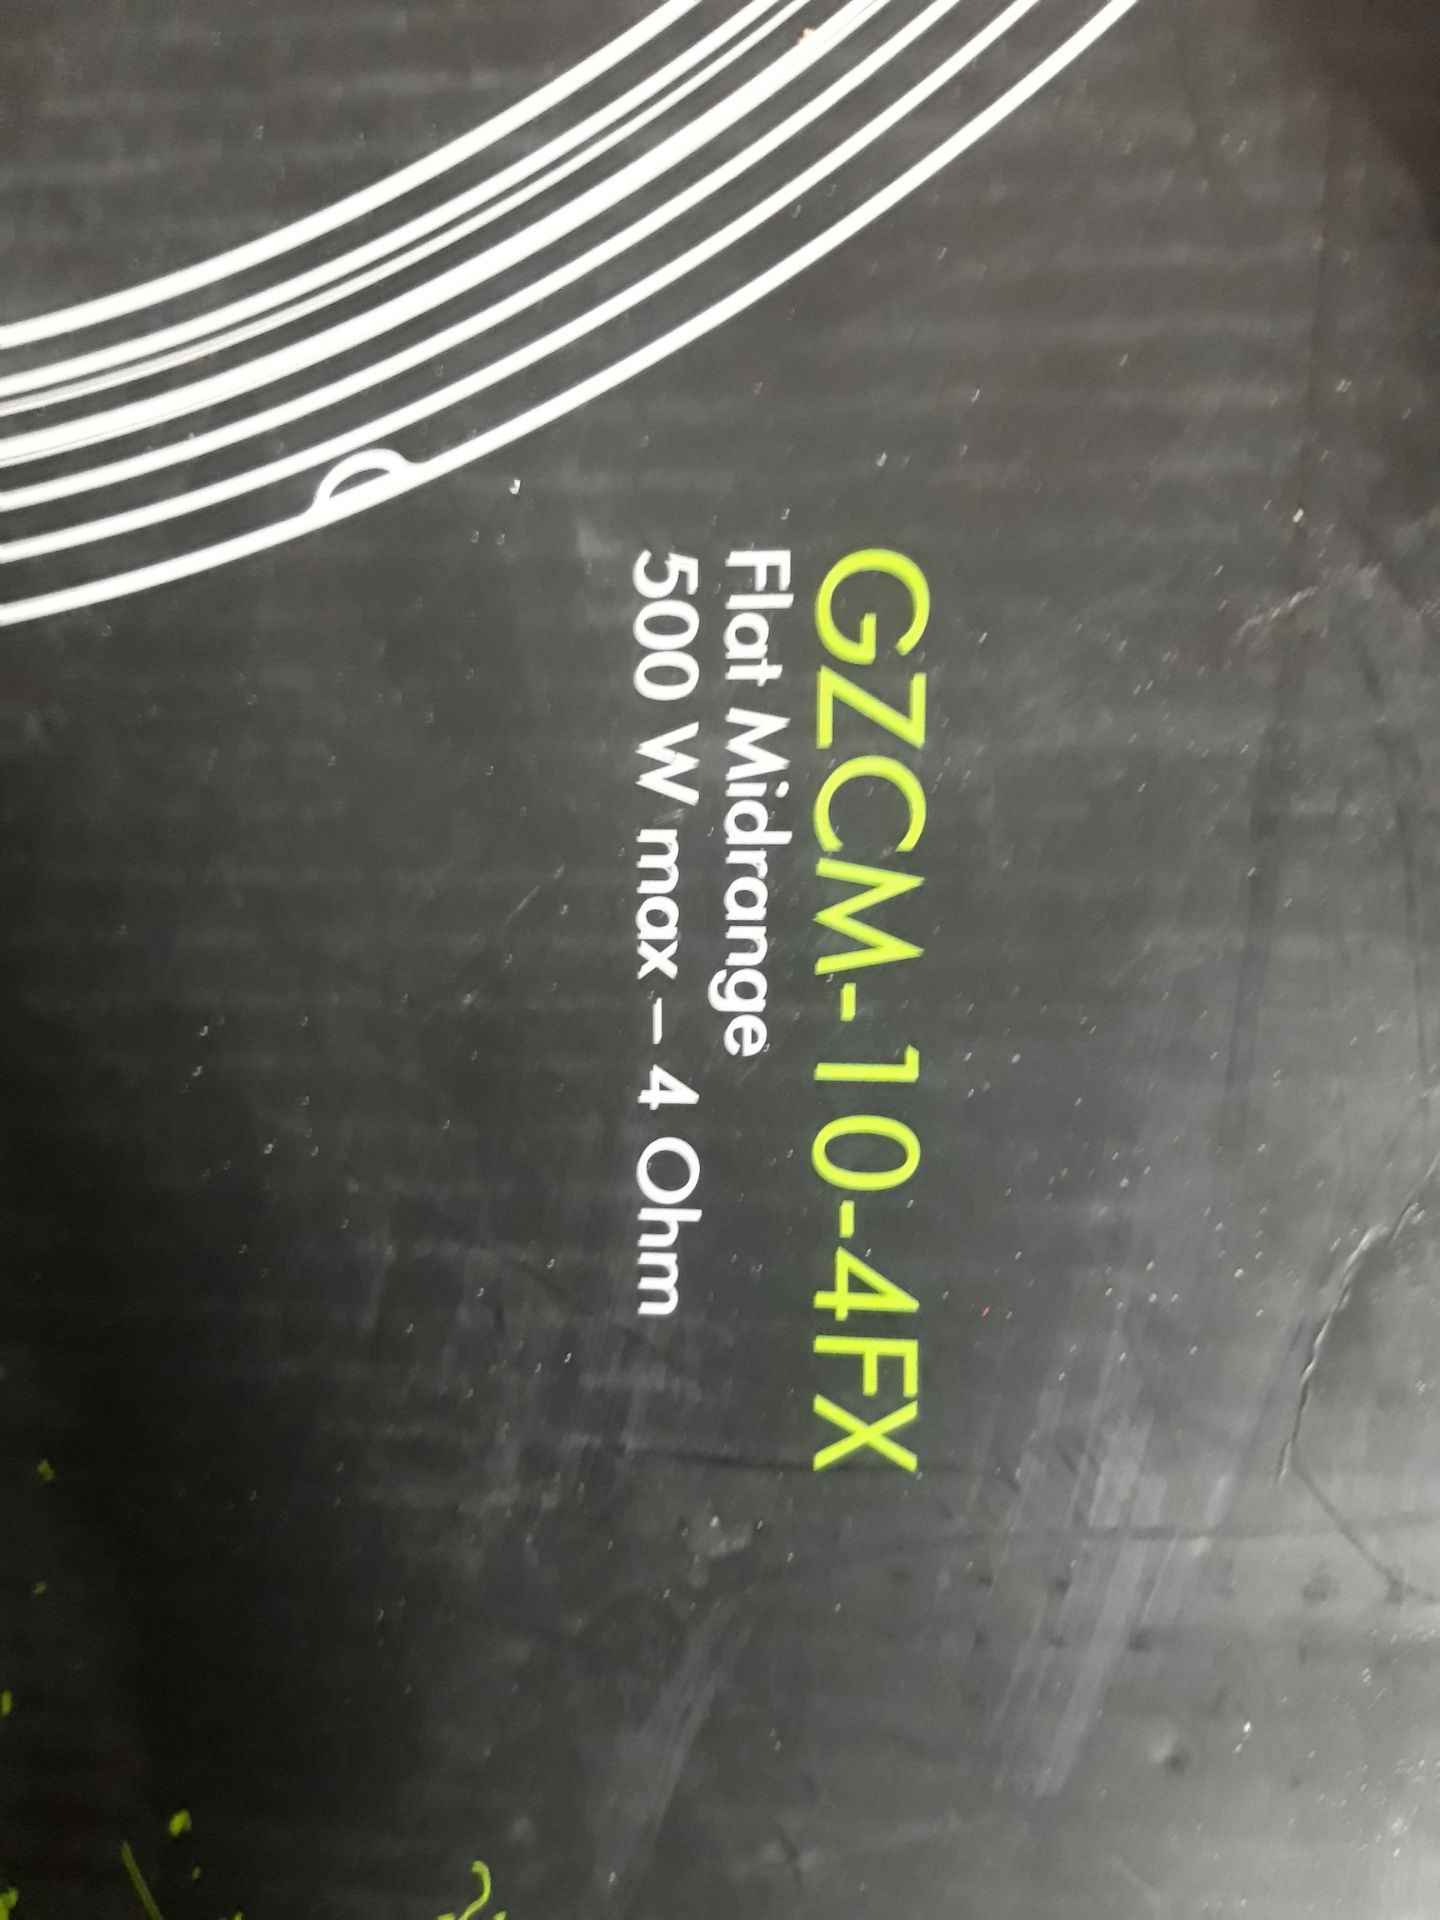 GZCM-10-4FX
Flat Midrange
500 W max – 4 Ohm